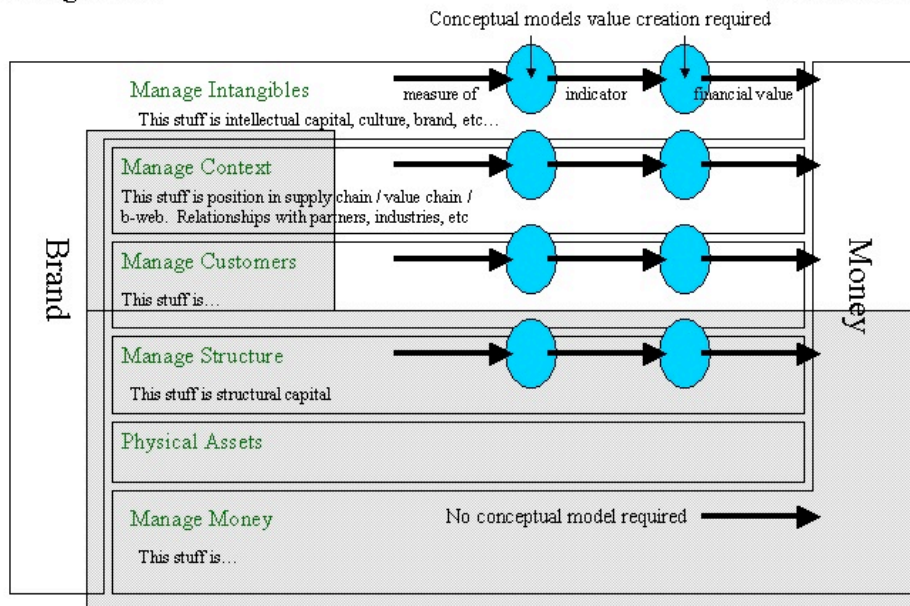 Conceptual models value creation required
Manage Intangibles
measure of
indicator
financial value
This stuff is intellectual capital, culture, brand, etc…
Manage Context
This stuff is position in supply chain / value chain /
b-web. Relationships with partners, industries, etc
Brand
Manage Customers
Money
This stuff is…
Manage Structure
This stuff is structural capital
Physical Assets
Manage Money
No conceptual model required
This stuff is…